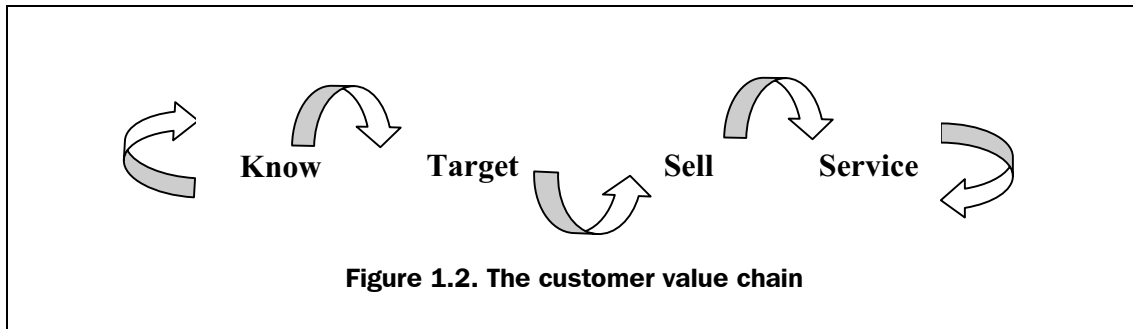 Know Target Sell Service
Figure 1.2. The customer value chain